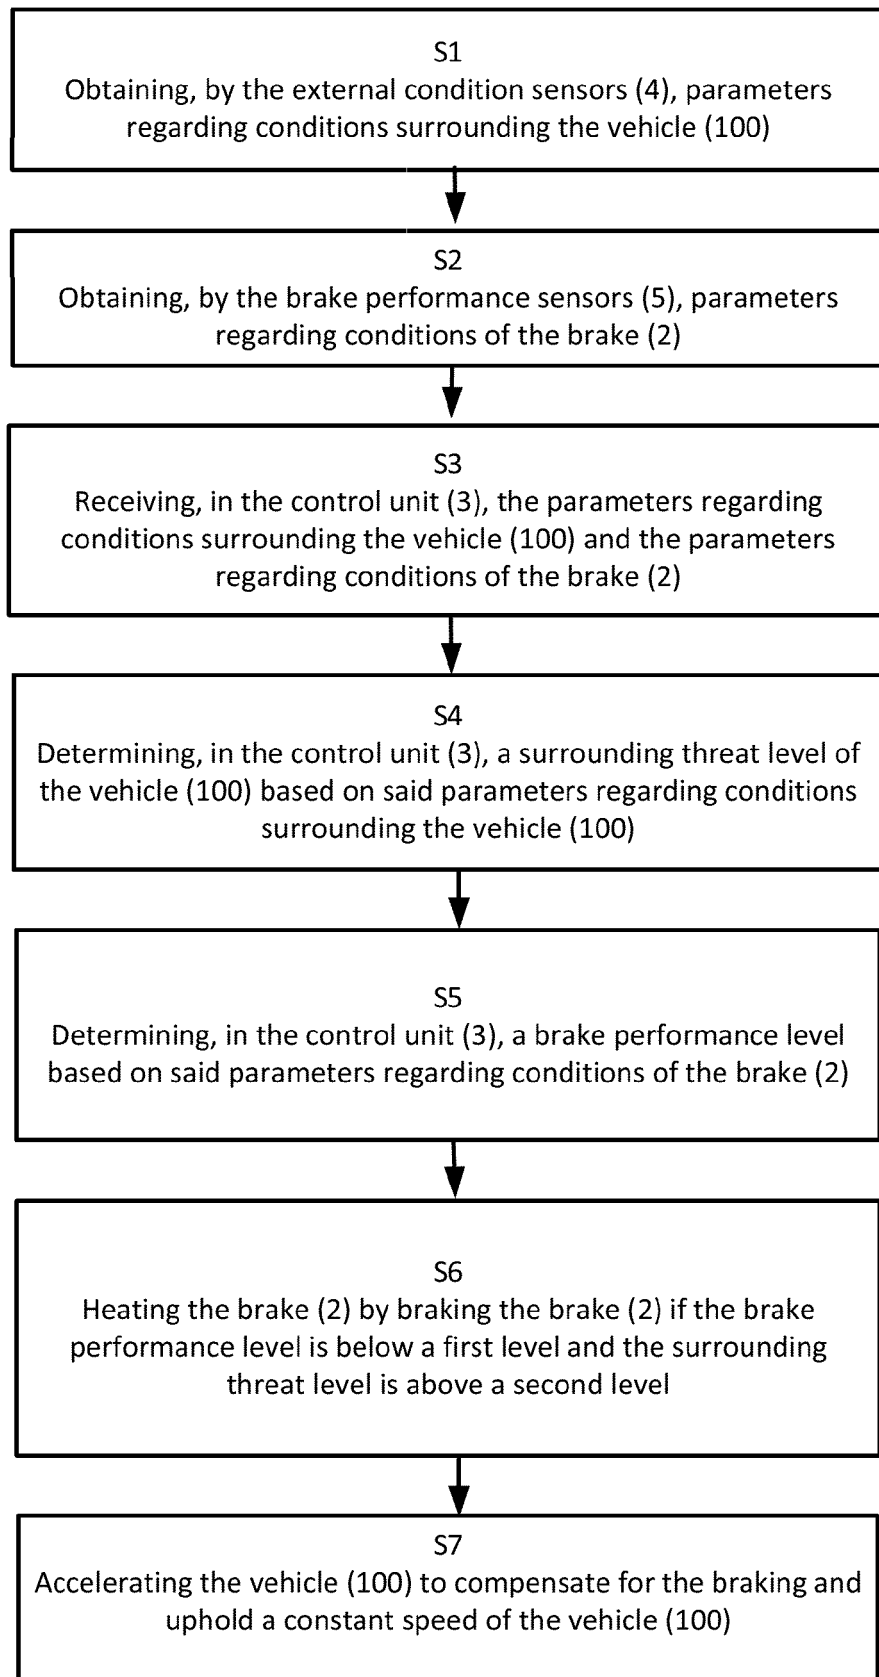 S1
Obtaining, by the external condition sensors (4), parameters
regarding conditions surrounding the vehicle (100)
S2
Obtaining, by the brake performance sensors (5), parameters
regarding conditions of the brake (2)
S3
Receiving, in the control unit (3), the parameters regarding
conditions surrounding the vehicle (100) and the parameters
regarding conditions of the brake (2)
S4
Determining, in the control unit (3), a surrounding threat level of
the vehicle (100) based on said parameters regarding conditions
surrounding the vehicle (100)
S5
Determining, in the control unit (3), a brake performance level
based on said parameters regarding conditions of the brake (2)
S6
Heating the brake (2) by braking the brake (2) if the brake
performance level is below a first level and the surrounding
threat level is above a second level
S7
Accelerating the vehicle (100) to compensate for the braking and
uphold a constant speed of the vehicle (100)